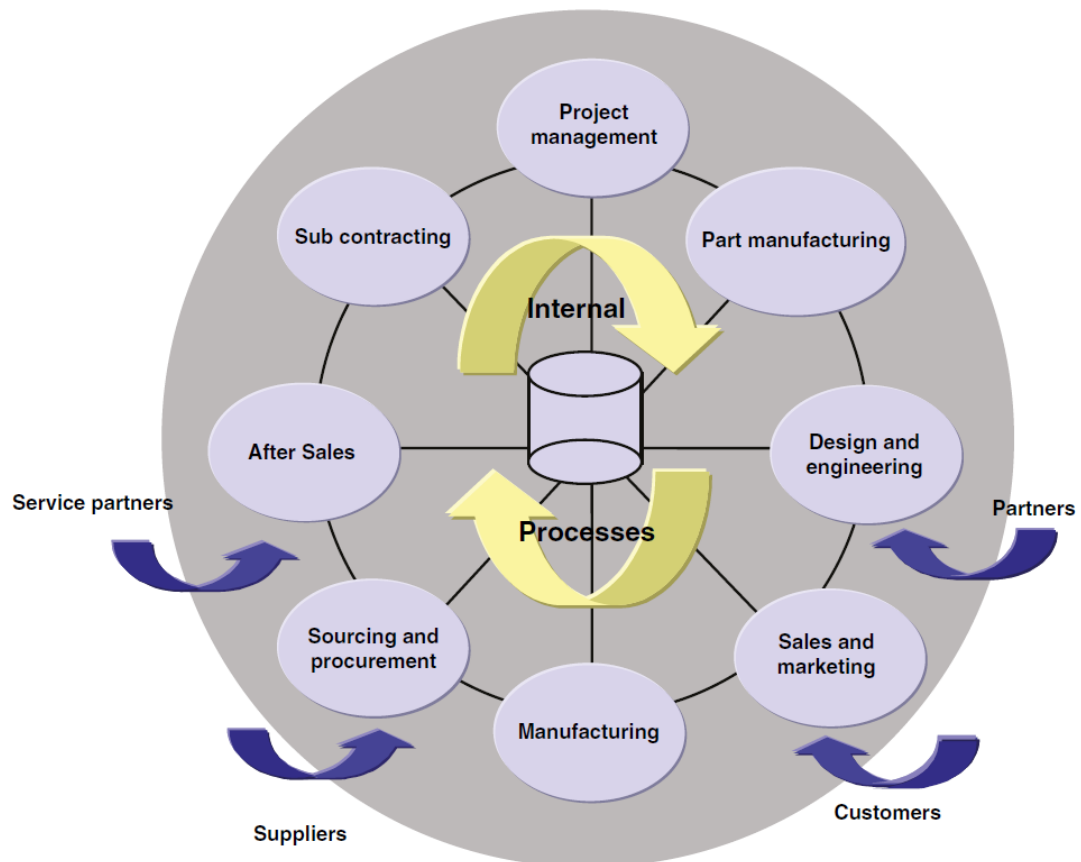 Project
management
Sub contracting
Part manufacturing
Internal
After Sales
Design and
engineering
Service partners
Partners
Processes
Sourcing and
procurement
Sales and
marketing
Manufacturing
Suppliers
Customers